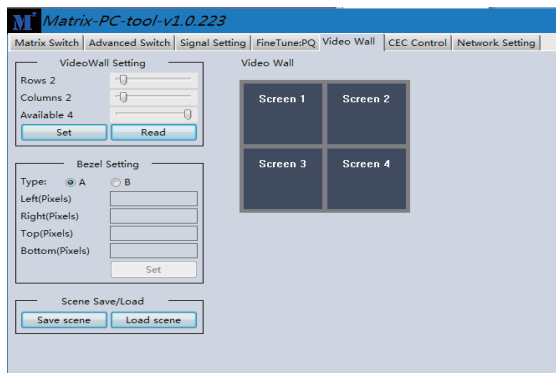 M Matrix-PC-tool-v1.0.223
Matrix Switch Advanced Switch Signal Setting FineTune:PQ Video Wall CEC Control Network Setting
VideoWall Setting
Rows 2
Columns 2
Available 4
Set Read
Bezel Setting
Type: A B
Left(Pixels)
Right(Pixels)
Top(Pixels)
Bottom(Pixels)
Set
Scene Save/Load
Save scene Load scene
Video Wall
Screen 1 Screen 2
Screen 3 Screen 4